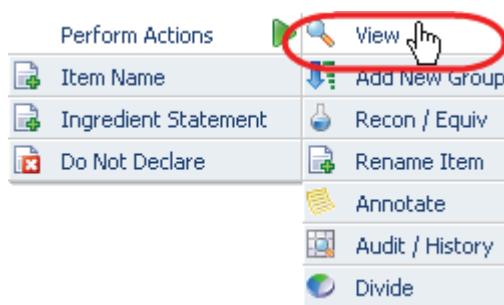 Perform Actions
Item Name
Ingredient Statement
Do Not Declare
View
Add New Group
Recon / Equiv
Rename Item
Annotate
Audit / History
Divide